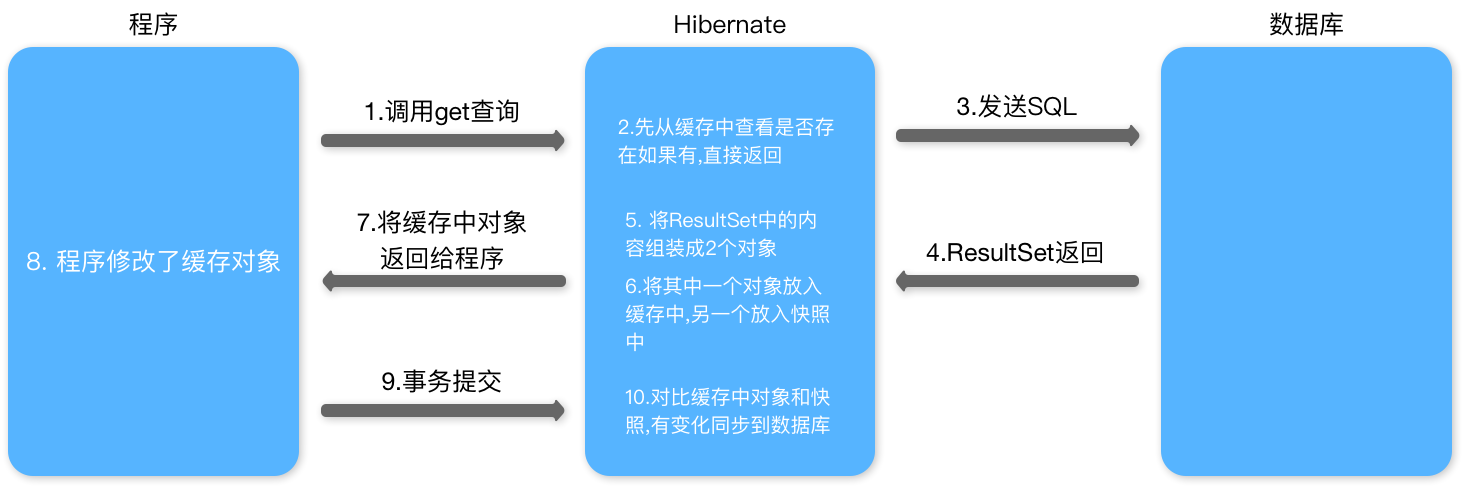 程序
Hibernate
数据库
1.调用get查询
2.先从缓存中查看是否存
在如果有,直接返回
3.发送SQL
4.ResultSet返回
5. 将ResultSet中的内
容组装成2个对象
6.将其中一个对象放入
缓存中,另一个放入快照
中
7.将缓存中对象
返回给程序
8. 程序修改了缓存对象
9.事务提交
10.对比缓存中对象和快
照,有变化同步到数据库